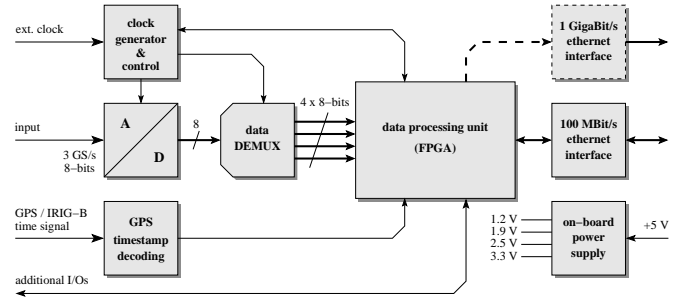 ext. clock
clock
generator
&
control
1 GigaBit/s
ethernet
interface
input
3 GS/s
8−bits
A
D
8
data
DEMUX
4 x 8−bits
data processing unit
(FPGA)
100 MBit/s
ethernet
interface
GPS / IRIG−B
time signal
GPS
timestamp
decoding
1.2 V
1.9 V
2.5 V
3.3 V
on−board
power
supply
+5 V
additional I/Os